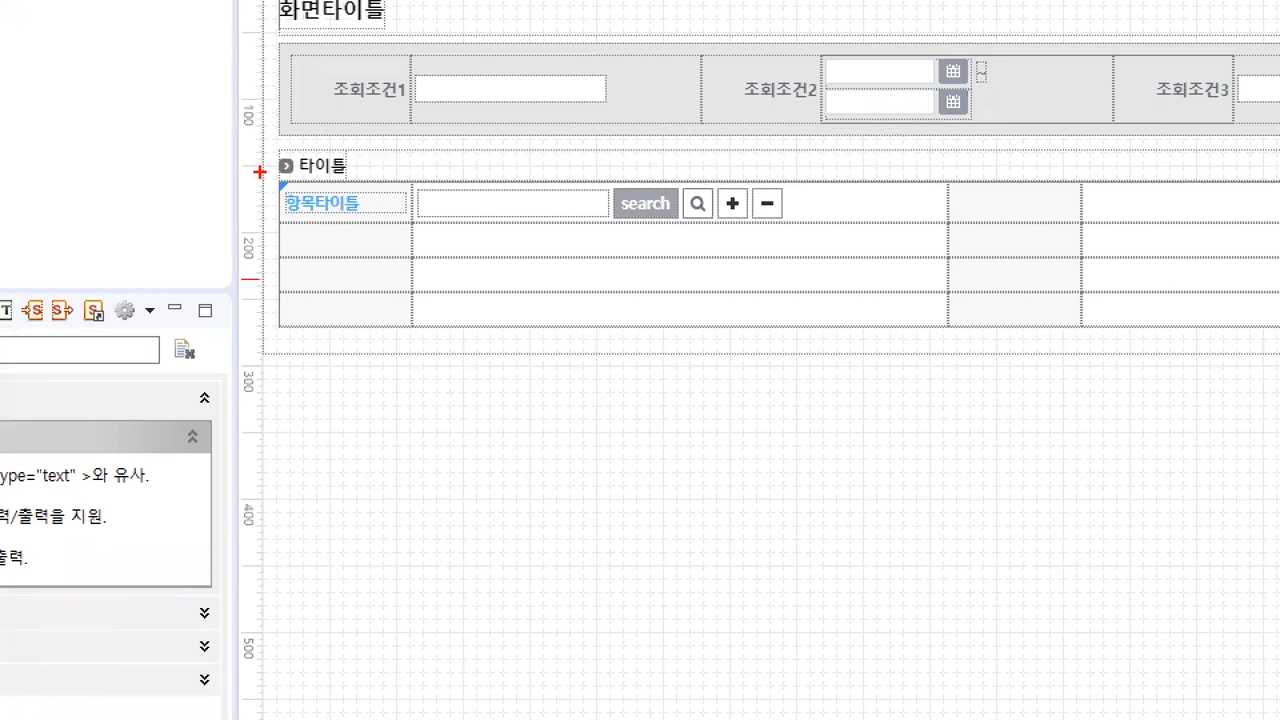 화면타이틀
조회조건1
조회조건2
~
조회조건3
100
타이틀
항목타이틀
search
200
300
400
500
T S S S
ype="text" >와 유사.
력/출력을 지원.
출력.